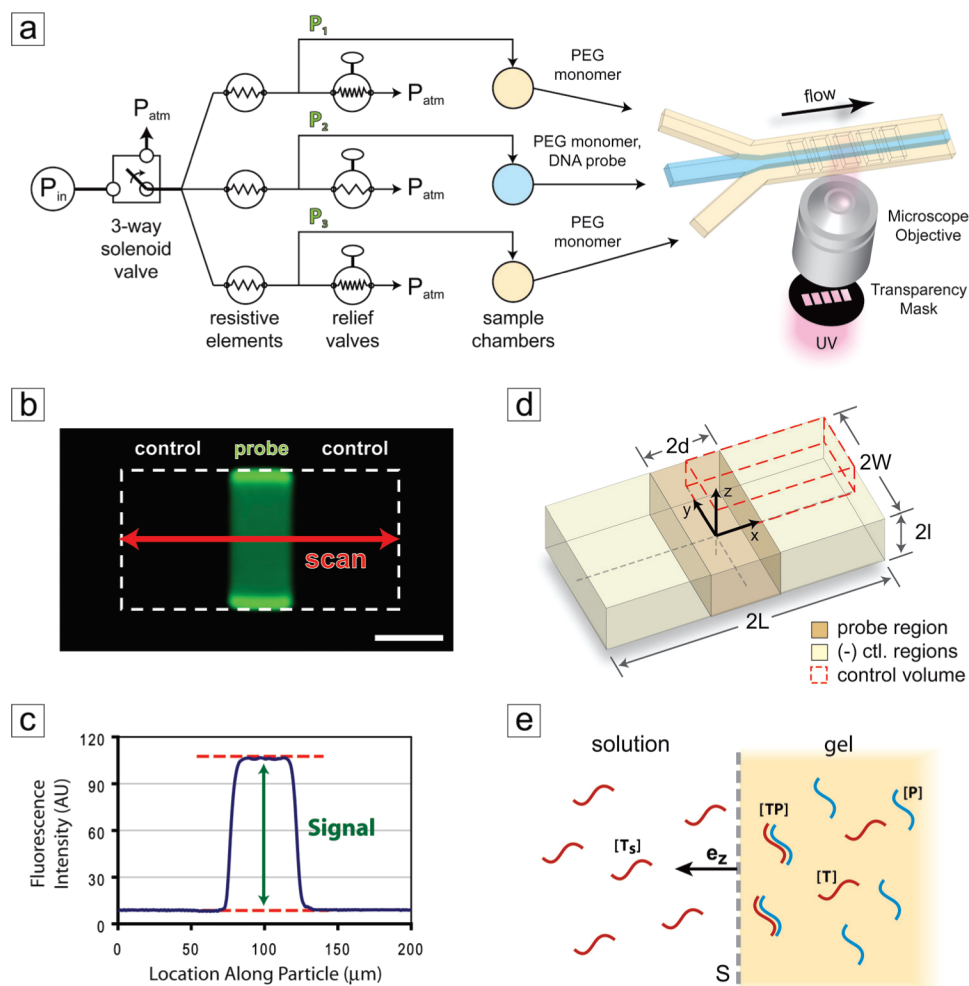 a
P1
P2
P3
Pin
Patm
3-way
solenoid
valve
Patm
Patm
Patm
resistive
elements
relief
valves
sample
chambers
PEG
monomer
PEG monomer,
DNA probe
PEG
monomer
flow
Microscope
Objective
Transparency
Mask
UV
b
control
probe
control
scan
c
Fluorescence
Intensity (AU)
120
90
60
30
0
Signal
0
50
100
150
200
Location Along Particle (μm)
d
2d
2W
2l
2L
z
y
x
probe region
(-) ctl. regions
control volume
e
solution
gel
[Ts]
ez
[TP]
[P]
[T]
S